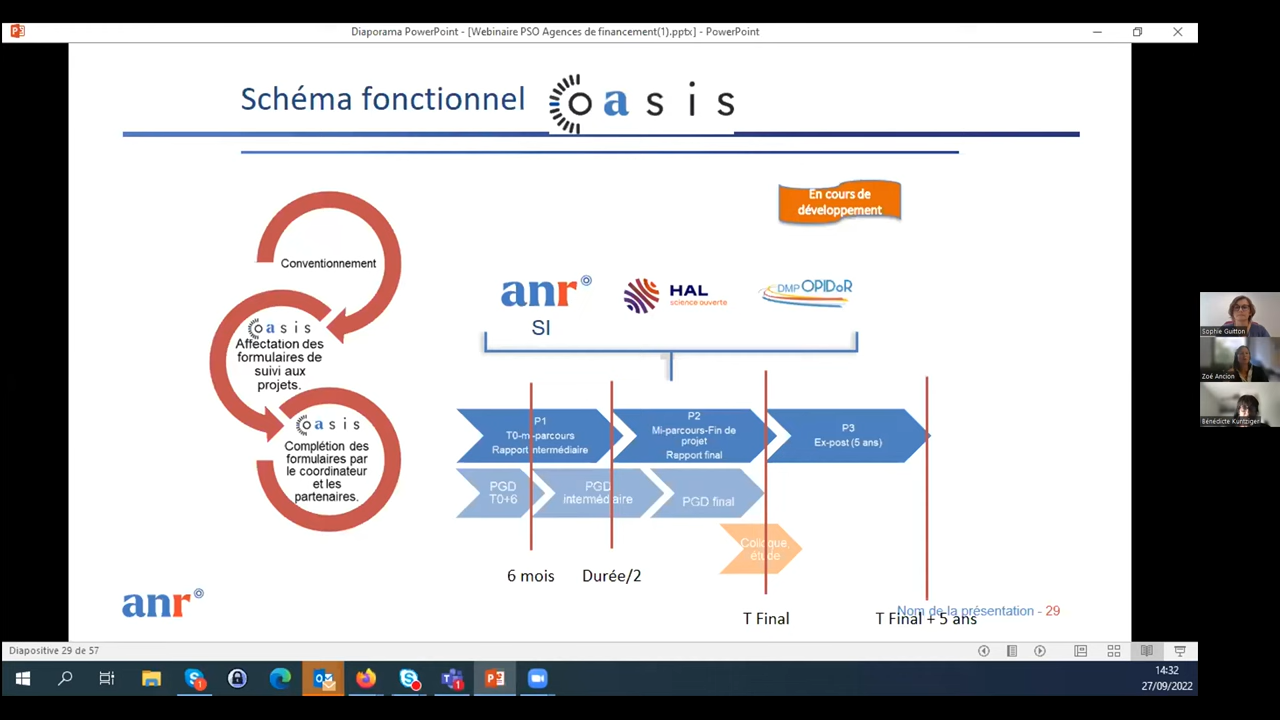 Diaporama PowerPoint - [Webinaire PSO Agences de financement(1).pptx] - PowerPoint
Schéma fonctionnel oasis
En cours de
développement
Conventionnement
oasis
Affectation des
formulaires de
suivi aux
projets.
oasis
Complétion des
formulaires par
le coordinateur
et les
partenaires.
anr
SI
HAL
science ouverte
DMP OPIDoR
P1
T0-mi-parcours
Rapport intermédiaire
P2
Mi-parcours-Fin de
projet
Rapport final
P3
Ex-post (5 ans)
PGD
T0+6
PGD
intermédiaire
PGD final
Colloque,
étude
6 mois
Durée/2
T Final
T Final + 5 ans
anr
Nom de la présentation - 29
Sophie Guitton
Zoé Ancion
Bénédicte Kuntziger
Diapositive 29 de 57
14:32
27/09/2022